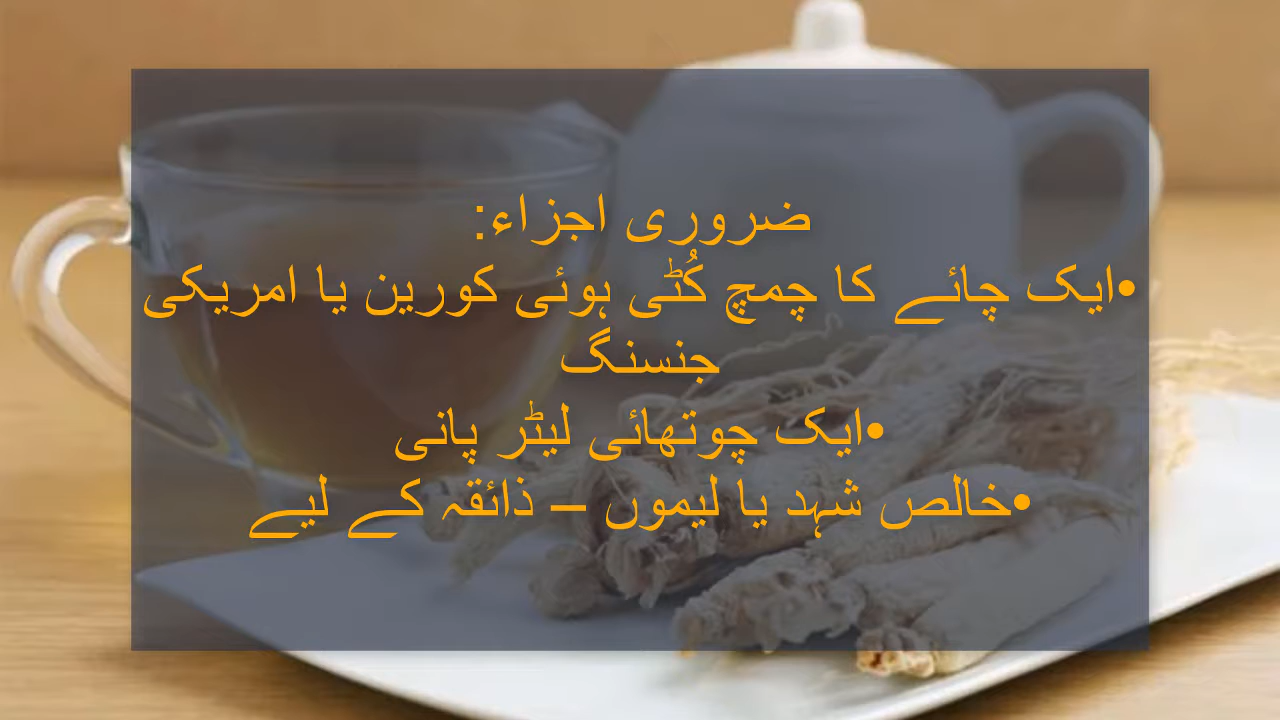 ضروری اجزاء:
•ایک چائے کا چمچ کُٹی ہوئی کورین یا امریکی
جنسنگ
•ایک چوتھائی لیٹر پانی
•خالص شہد یا لیموں – ذائقہ کے لیے